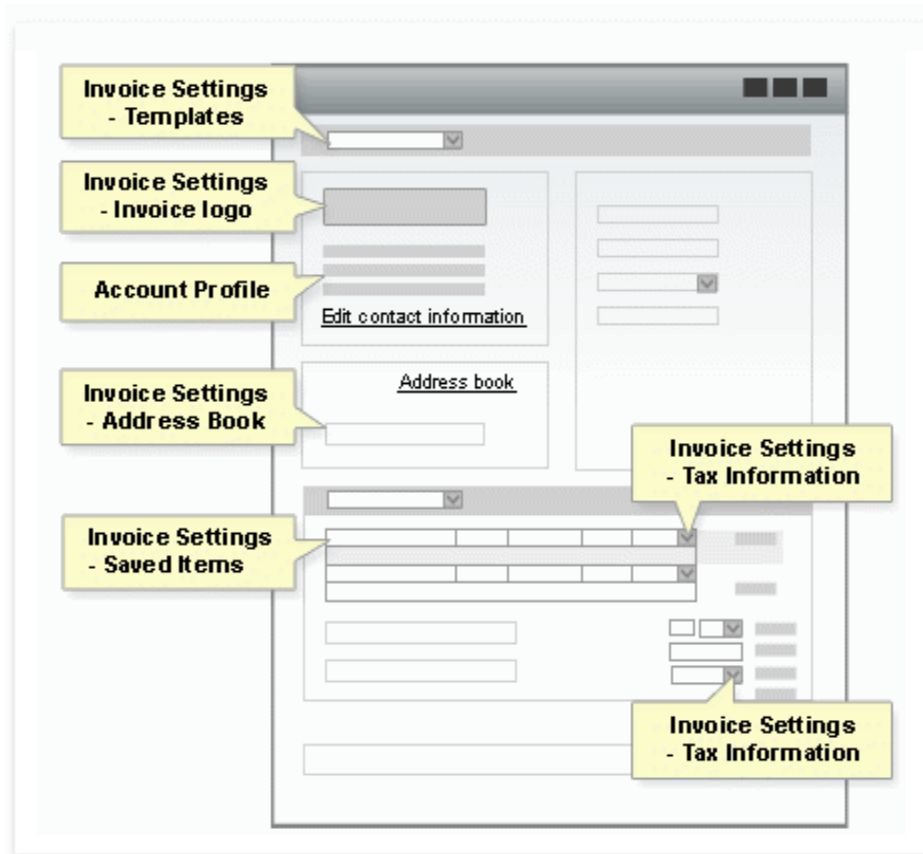 Invoice Settings
- Templates
Invoice Settings
- Invoice logo
Account Profile
Edit contact information
Address book
Invoice Settings
- Address Book
Invoice Settings
- Tax Information
Invoice Settings
- Saved Items
Invoice Settings
- Tax Information